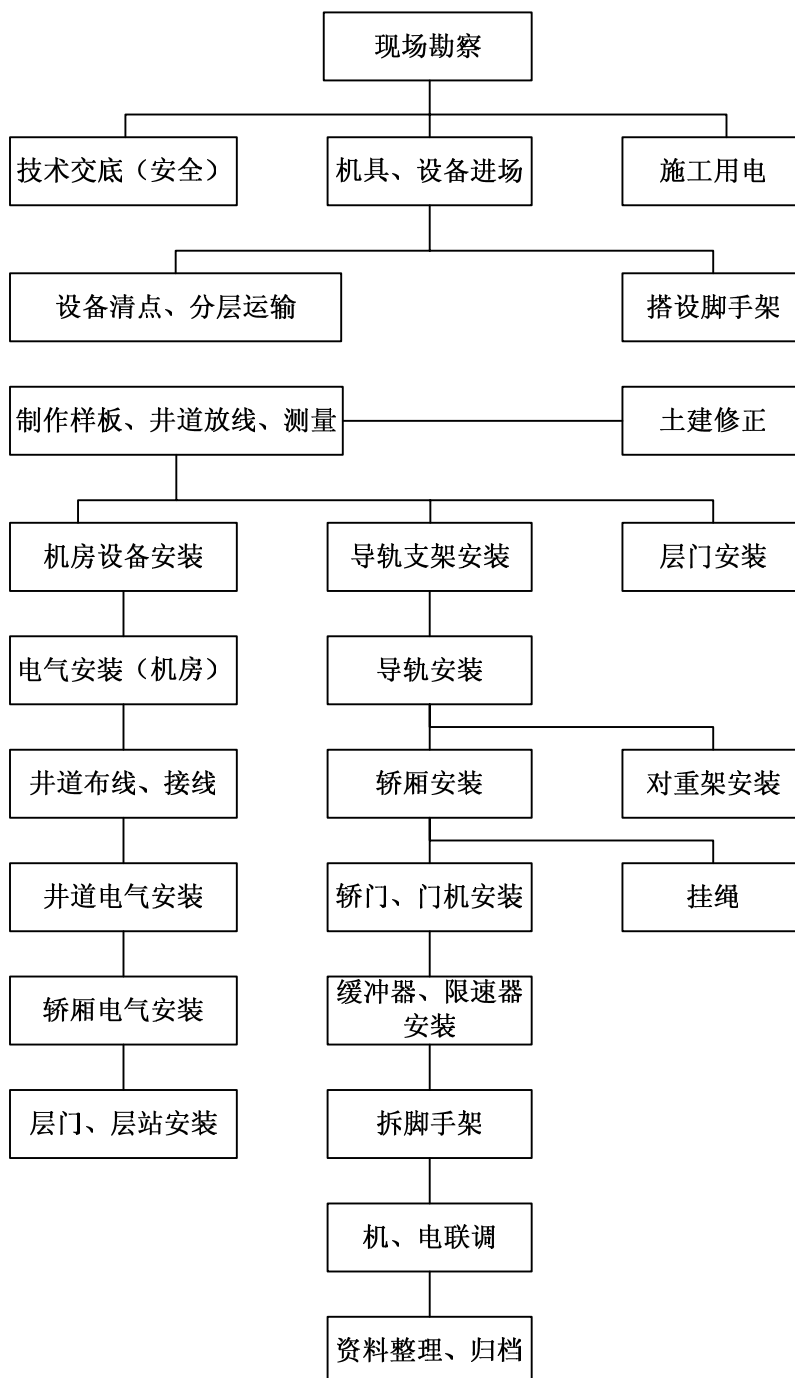 现场勘察
技术交底（安全）
机具、设备进场
施工用电
设备清点、分层运输
搭设脚手架
制作样板、井道放线、测量
土建修正
机房设备安装
导轨支架安装
层门安装
电气安装（机房）
导轨安装
井道布线、接线
轿厢安装
对重架安装
井道电气安装
轿门、门机安装
挂绳
轿厢电气安装
缓冲器、限速器
安装
层门、层站安装
拆脚手架
机、电联调
资料整理、归档